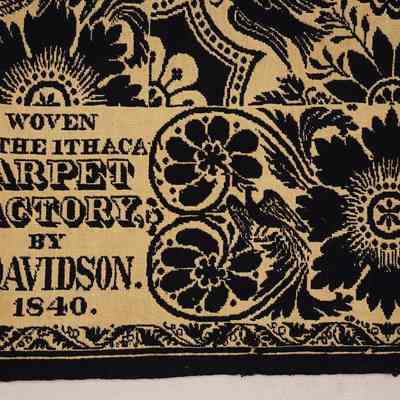 WOVEN
THE ITHACA
ARPET
ACTORY,
BY
DAVIDSON.
1840.